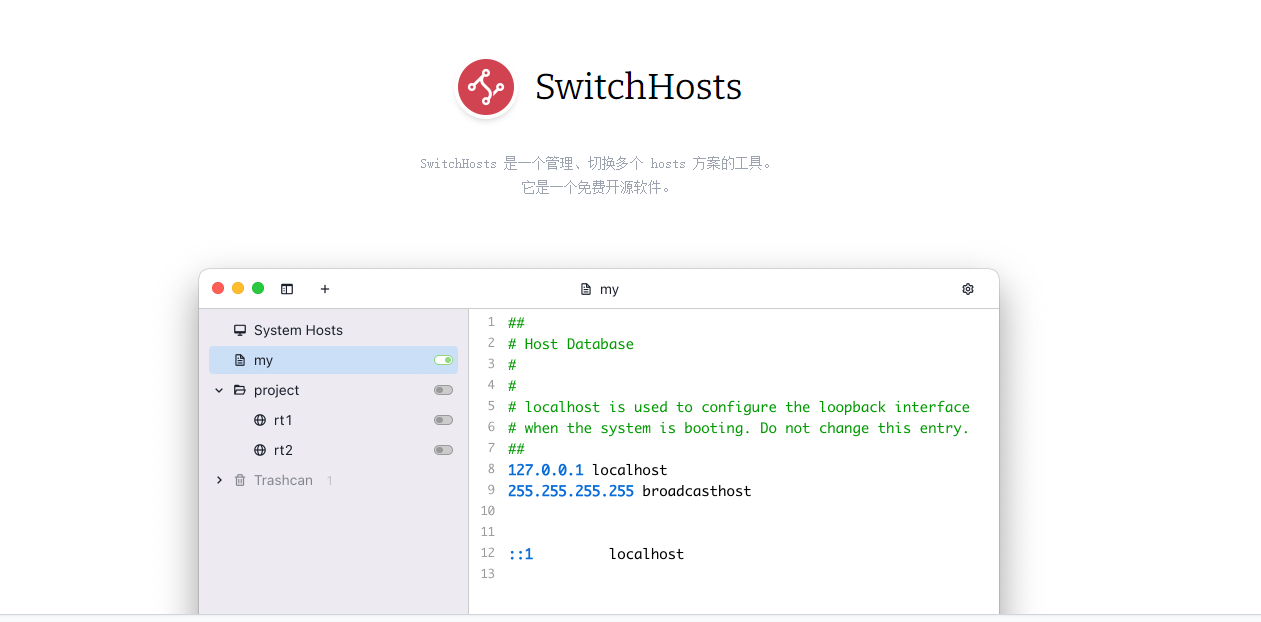 SwitchHosts
SwitchHosts 是一个管理、切换多个 hosts 方案的工具。
它是一个免费开源软件。
my
System Hosts
my
project
rt1
rt2
Trashcan 1
1 ##
2 # Host Database
3 #
4 #
5 # localhost is used to configure the loopback interface
6 # when the system is booting. Do not change this entry.
7 ##
8 127.0.0.1 localhost
9 255.255.255.255 broadcasthost
10
11
12 ::1 localhost
13